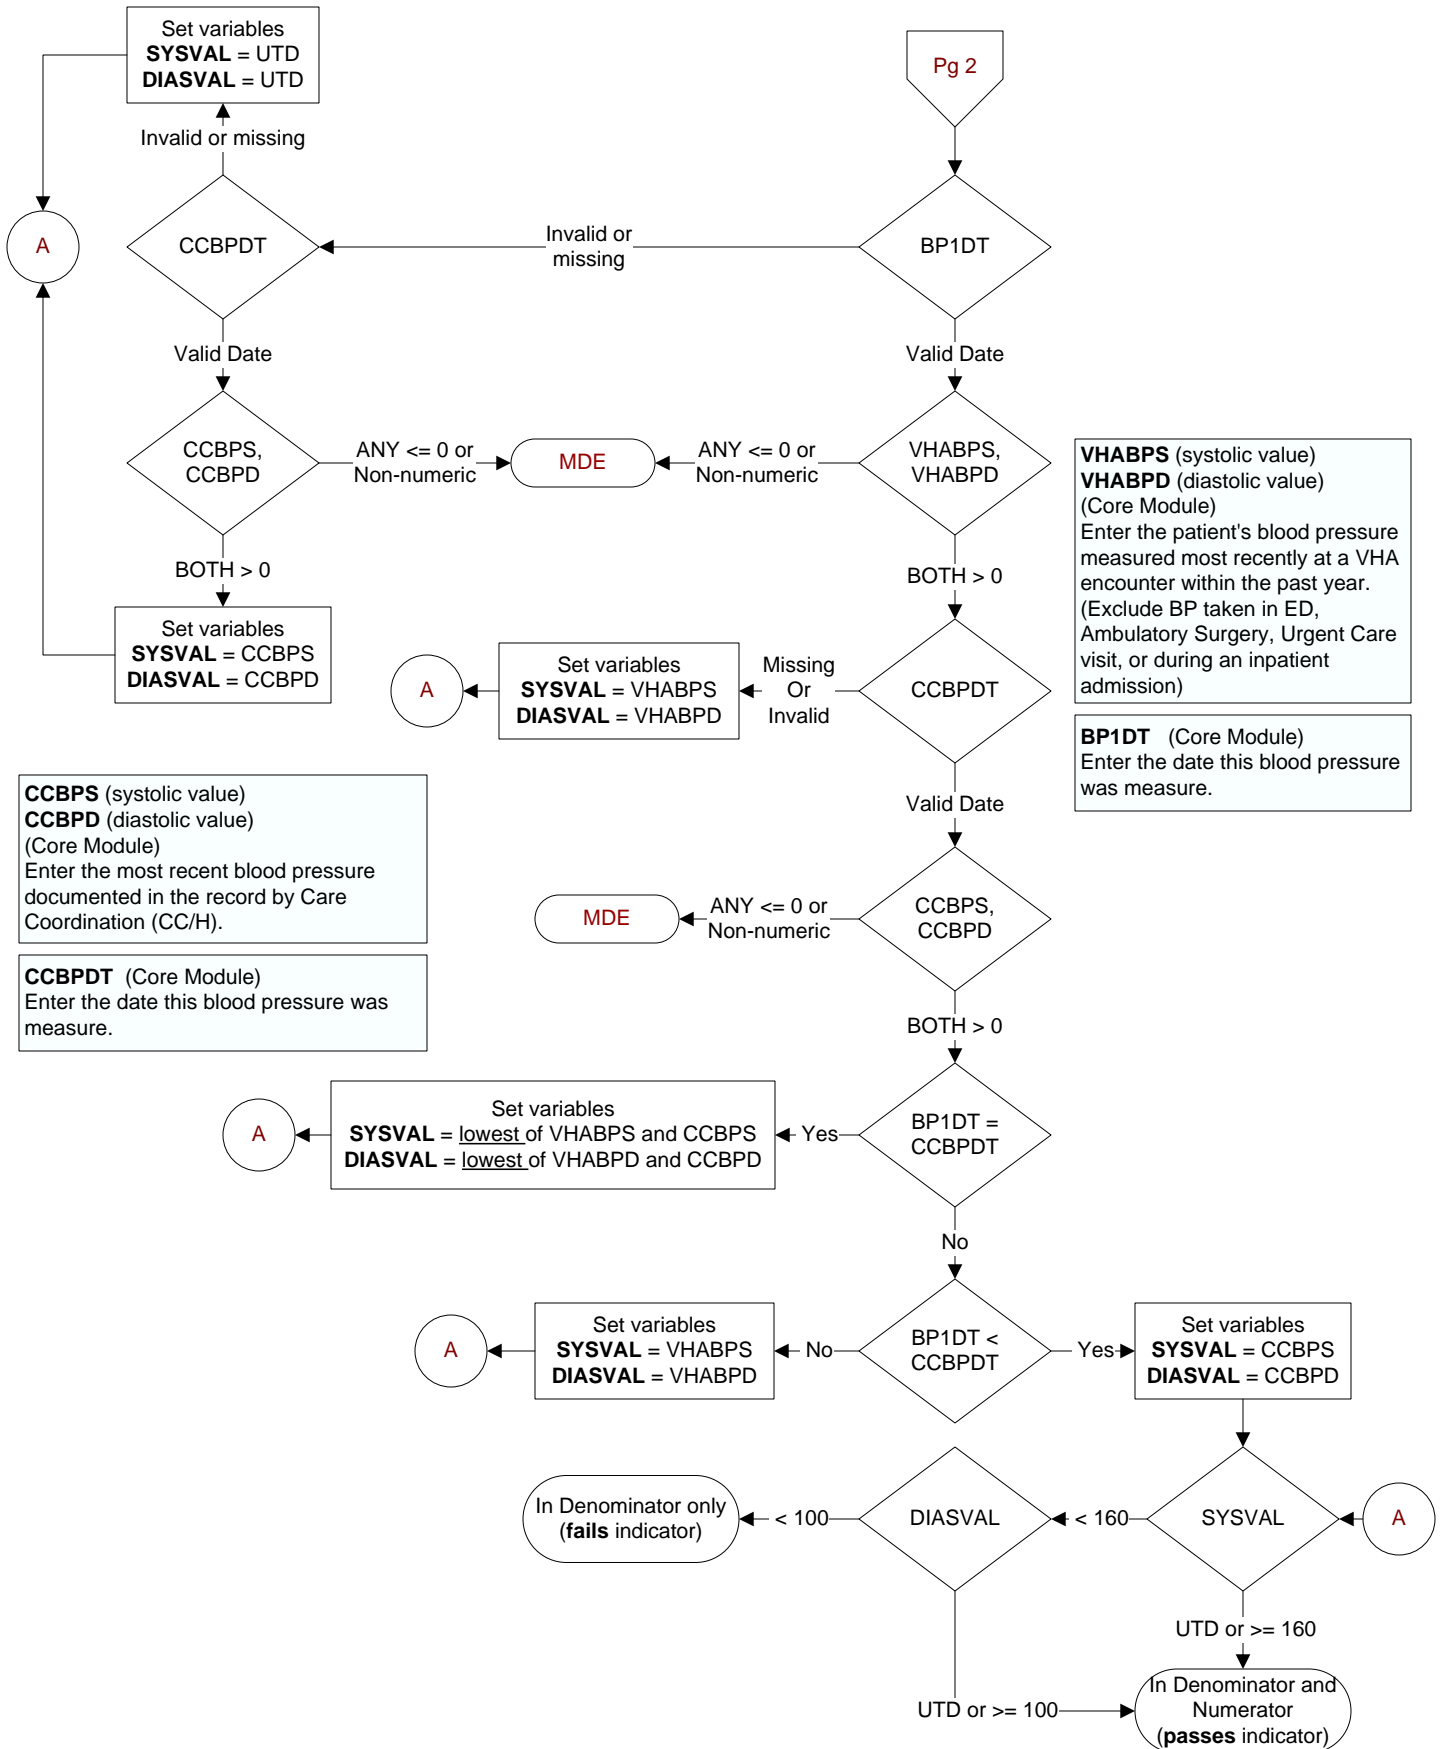 Set variables
SYSVAL = UTD
DIASVAL = UTD
Pg 2
Invalid or missing
A
CCBPDT
Invalid or
missing
BP1DT
Valid Date
Valid Date
CCBPS,
CCBPD
ANY <= 0 or
Non-numeric
MDE
ANY <= 0 or
Non-numeric
VHABPS,
VHABPD
VHABPS (systolic value)
VHABPD (diastolic value)
(Core Module)
Enter the patient's blood pressure
measured most recently at a VHA
encounter within the past year.
(Exclude BP taken in ED,
Ambulatory Surgery, Urgent Care
visit, or during an inpatient
admission)
BOTH > 0
BOTH > 0
Set variables
SYSVAL = CCBPS
DIASVAL = CCBPD
A
Set variables
SYSVAL = VHABPS
DIASVAL = VHABPD
Missing
Or
Invalid
CCBPDT
BP1DT (Core Module)
Enter the date this blood pressure
was measure.
CCBPS (systolic value)
CCBPD (diastolic value)
(Core Module)
Enter the most recent blood pressure
documented in the record by Care
Coordination (CC/H).
Valid Date
MDE
ANY <= 0 or
Non-numeric
CCBPS,
CCBPD
CCBPDT (Core Module)
Enter the date this blood pressure was
measure.
BOTH > 0
A
Set variables
SYSVAL = lowest of VHABPS and CCBPS
DIASVAL = lowest of VHABPD and CCBPD
Yes
BP1DT =
CCBPDT
No
A
Set variables
SYSVAL = VHABPS
DIASVAL = VHABPD
No
BP1DT <
CCBPDT
Yes
Set variables
SYSVAL = CCBPS
DIASVAL = CCBPD
In Denominator only
(fails indicator)
< 100
DIASVAL
< 160
SYSVAL
A
UTD or >= 160
UTD or >= 100
In Denominator and
Numerator
(passes indicator)